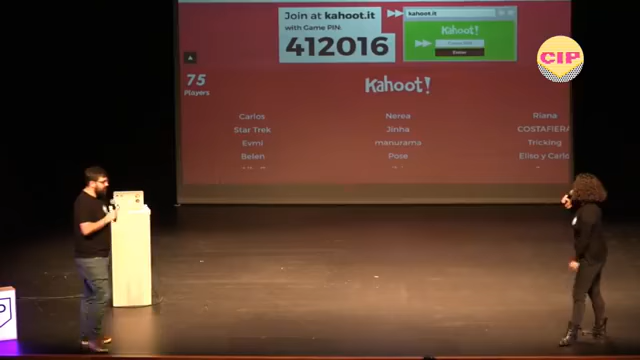 Join at kahoot.it
with Game PIN:
412016
kahoot.it
Kahoot!
Enter
CIP
75
Players
Kahoot!
Carlos
Nerea
Riana
Star Trek
Jinha
COSTAFIERA
Evmi
manurama
Tricking
Belen
Pose
Eliso y Carlo